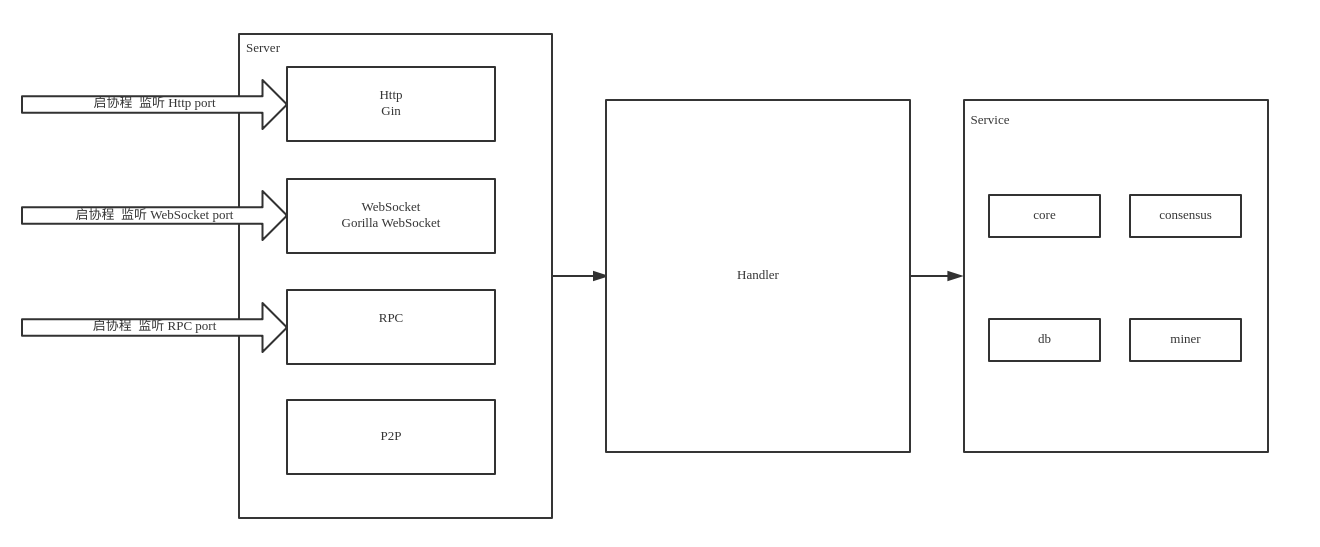 Server
启协程 监听 Http port
Http
Gin
启协程 监听 WebSocket port
WebSocket
Gorilla WebSocket
启协程 监听 RPC port
RPC
P2P
Handler
Service
core
consensus
db
miner